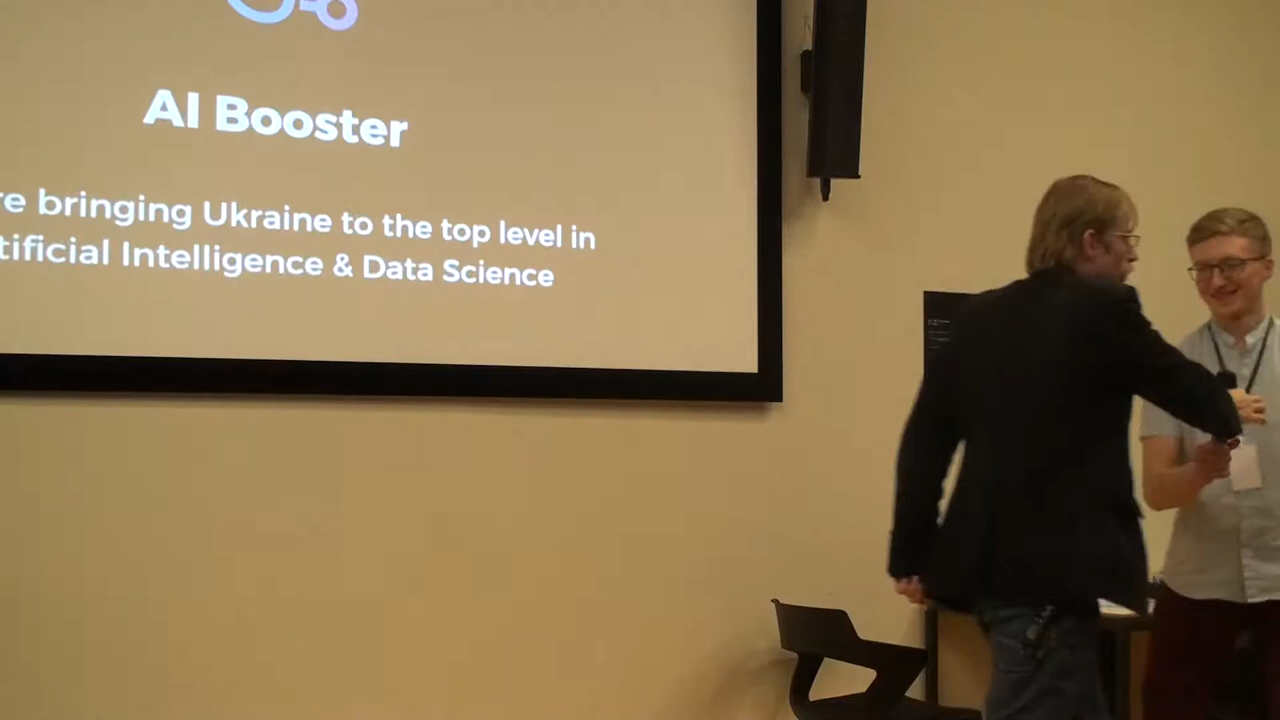 AI Booster
re bringing Ukraine to the top level in
tificial Intelligence & Data Science